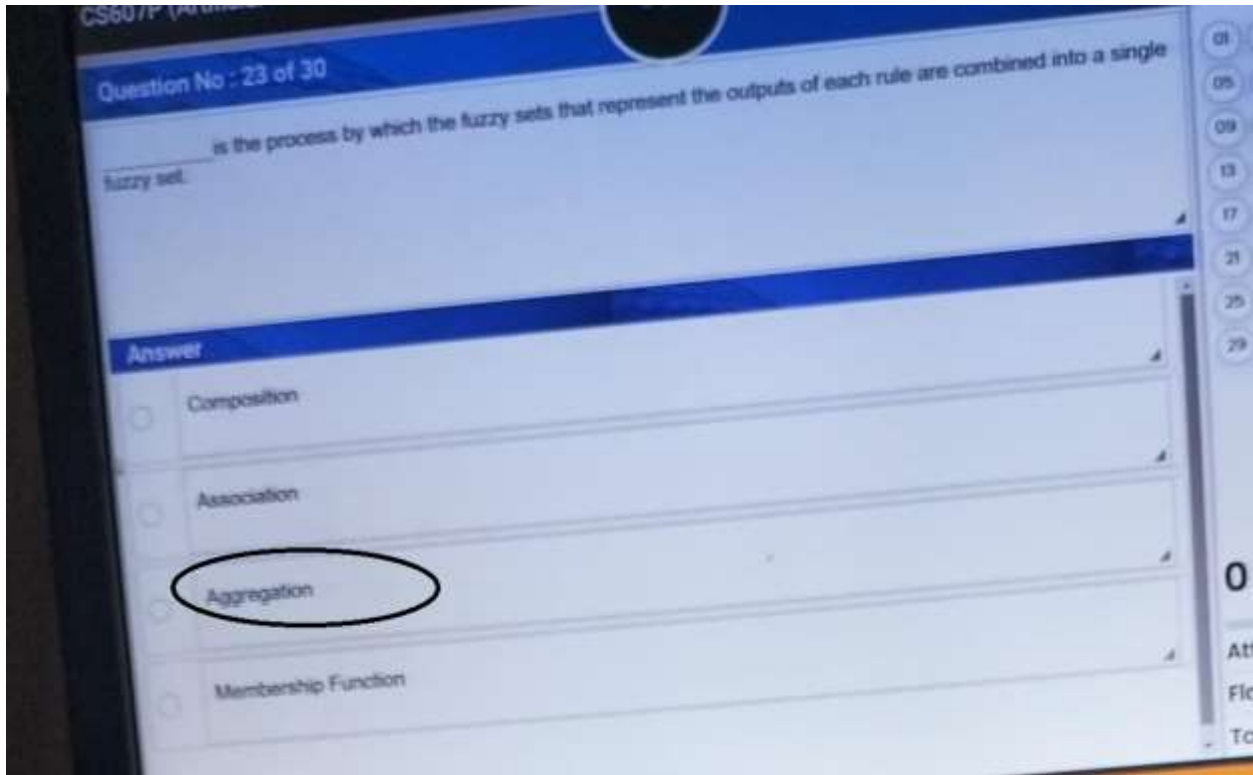 CS607P
Question No : 23 of 30
is the process by which the fuzzy sets that represent the outputs of each rule are combined into a single
fuzzy set.
Answer
Composition
Association
Aggregation
Membership Function
01
05
09
13
17
21
25
29
0